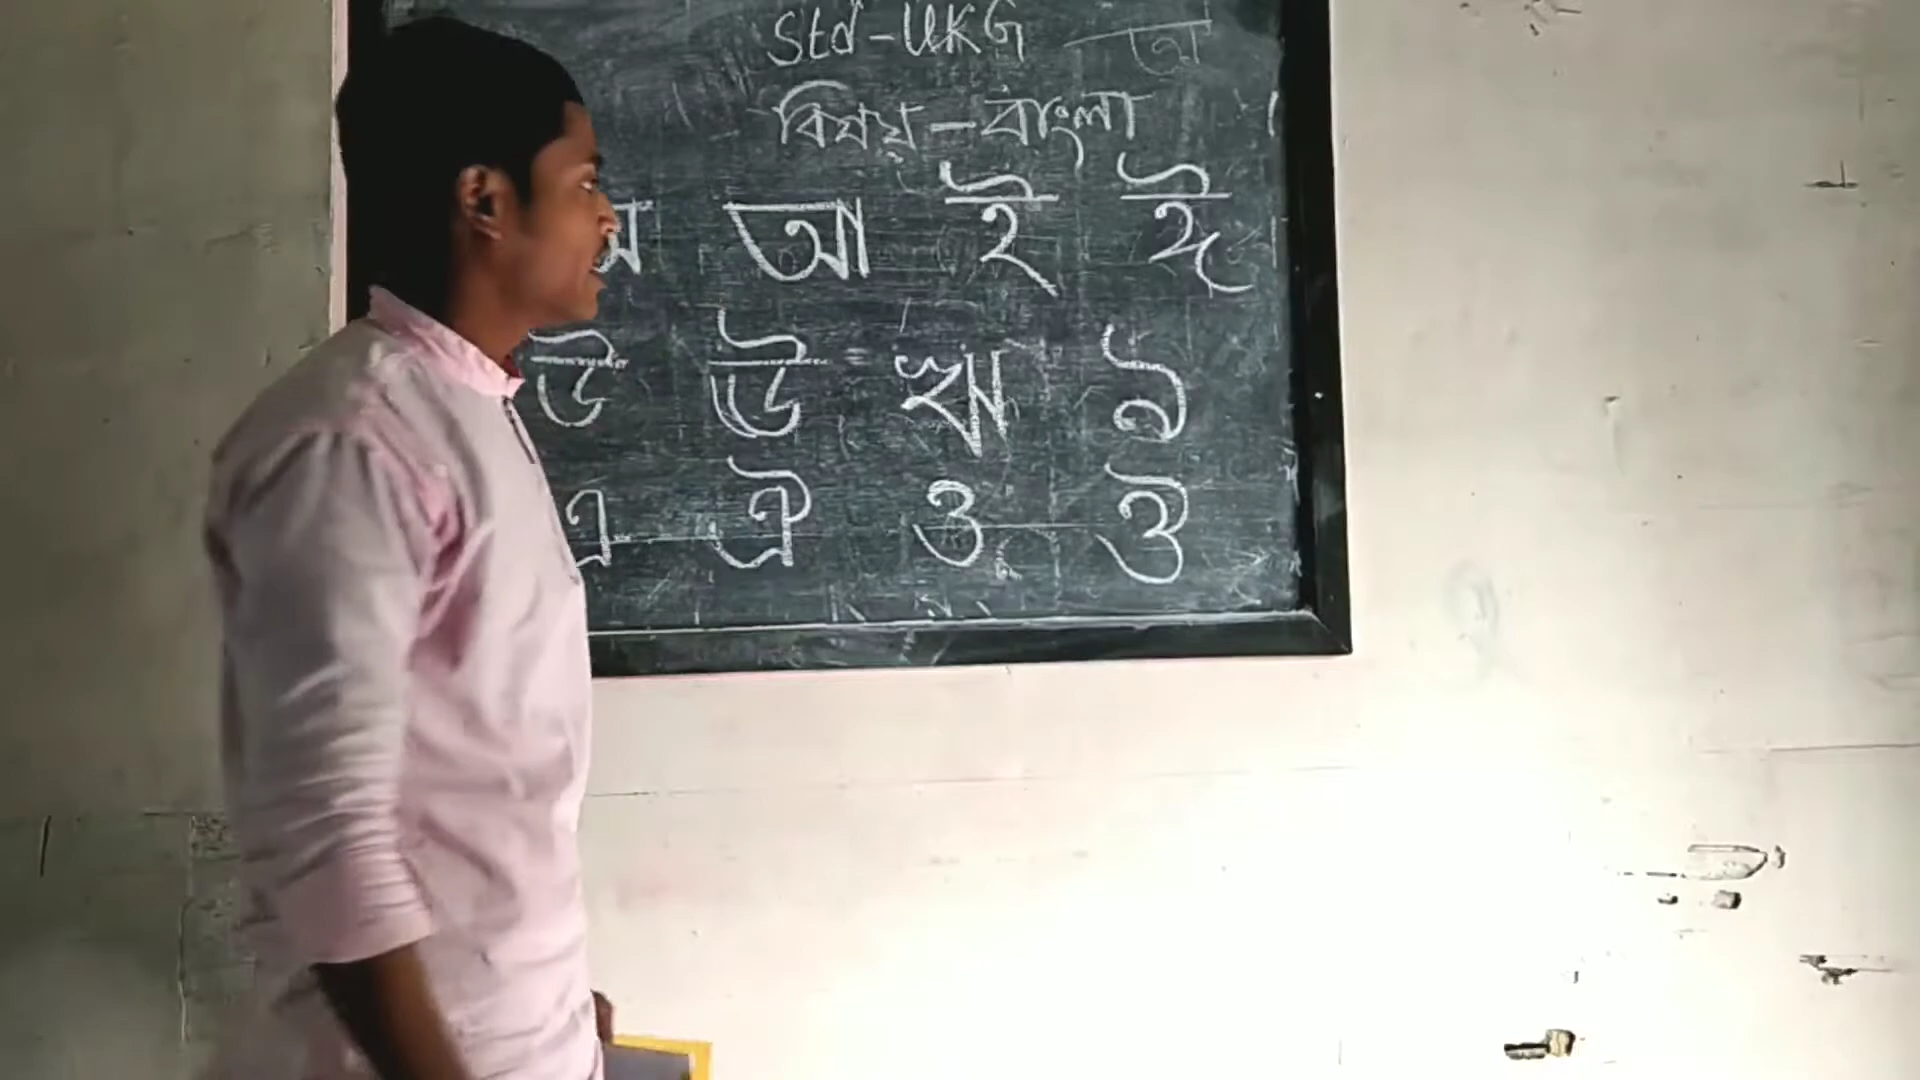 Std - UKG অ
বিষয় - বাংলা
অ আ ই ঈ
উ ঊ ঋ ঌ
এ ঐ ও ঔ